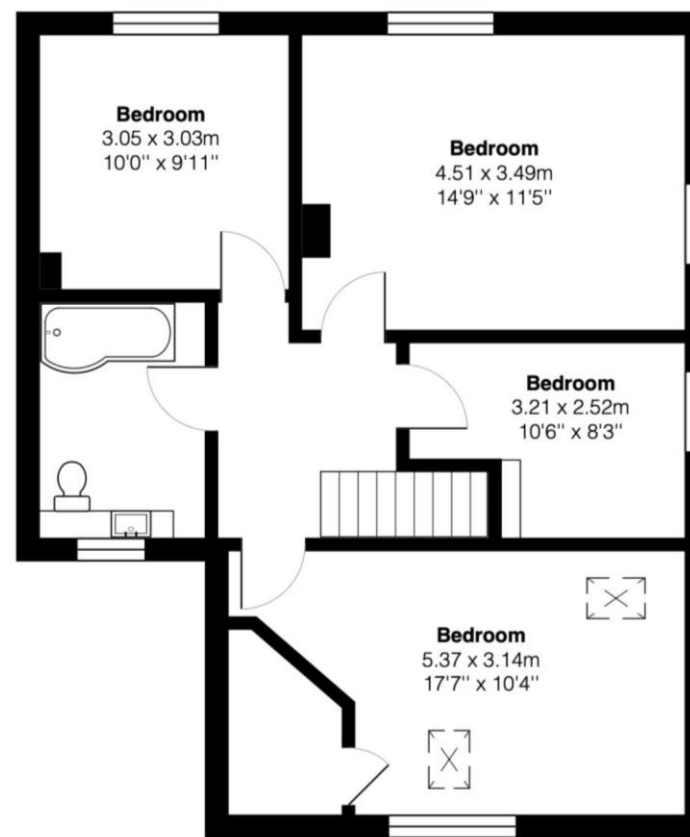 Bedroom
3.05 x 3.03m
10'0" x 9'11"
Bedroom
4.51 x 3.49m
14'9" x 11'5"
Bedroom
3.21 x 2.52m
10'6" x 8'3"
Bedroom
5.37 x 3.14m
17'7" x 10'4"